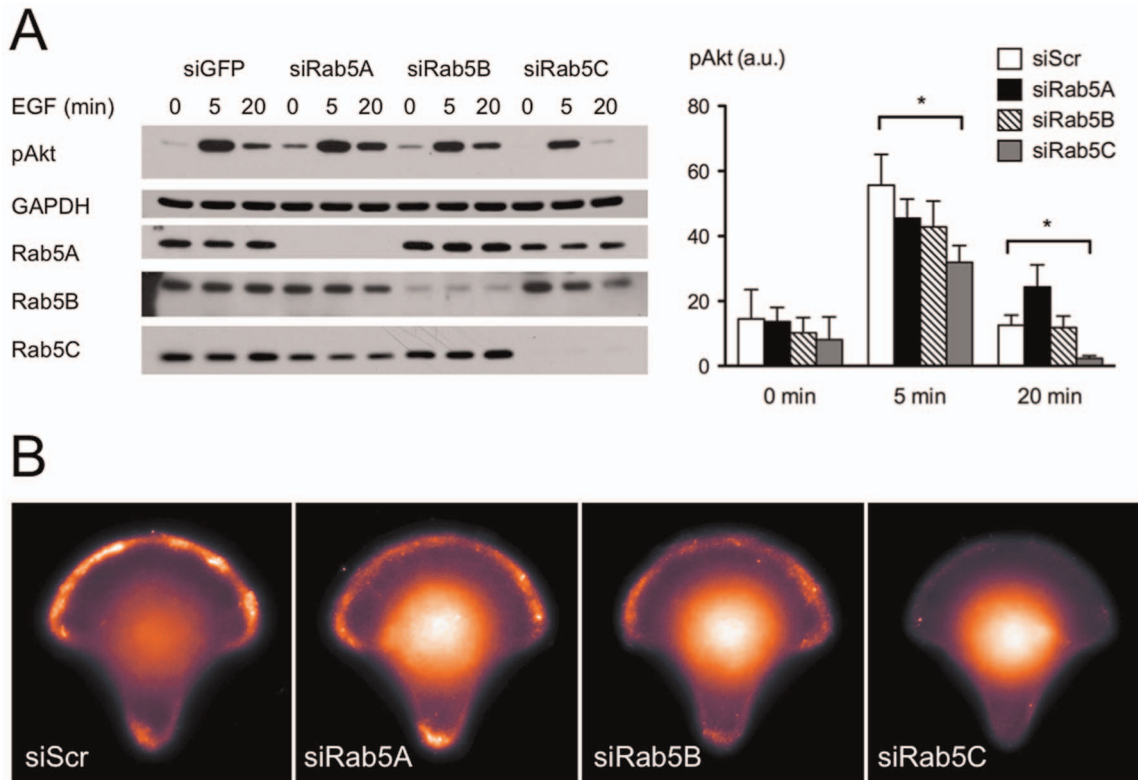 A
siGFP siRab5A siRab5B siRab5C
EGF (min) 0 5 20 0 5 20 0 5 20 0 5 20
pAkt
GAPDH
Rab5A
Rab5B
Rab5C
pAkt (a.u.)
siScr
siRab5A
siRab5B
siRab5C
80
60
40
20
0
*
*
0 min 5 min 20 min
B
siScr siRab5A siRab5B siRab5C